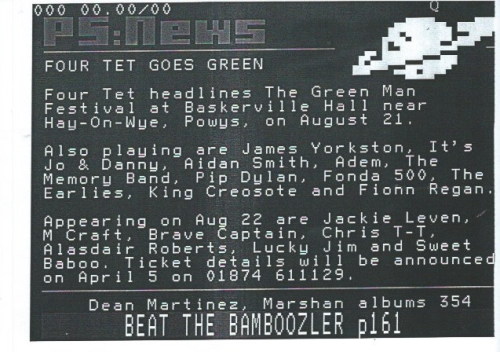 000 00.00/00 Q
PS:News
FOUR TET GOES GREEN
Four Tet headlines The Green Man
Festival at Baskerville Hall near
Hay-On-Wye, Powys, on August 21.
Also playing are James Yorkston, It's
Jo & Danny, Aidan Smith, Adem, The
Memory Band, Pip Dylan, Fonda 500, The
Earlies, King Creosote and Fionn Regan.
Appearing on Aug 22 are Jackie Leven,
M Craft, Brave Captain, Chris T-T,
Alasdair Roberts, Lucky Jim and Sweet
Baboo. Ticket details will be announced
on April 5 on 01874 611129.
Dean Martinez, Marshan albums 354
BEAT THE BAMBOOZLER p161